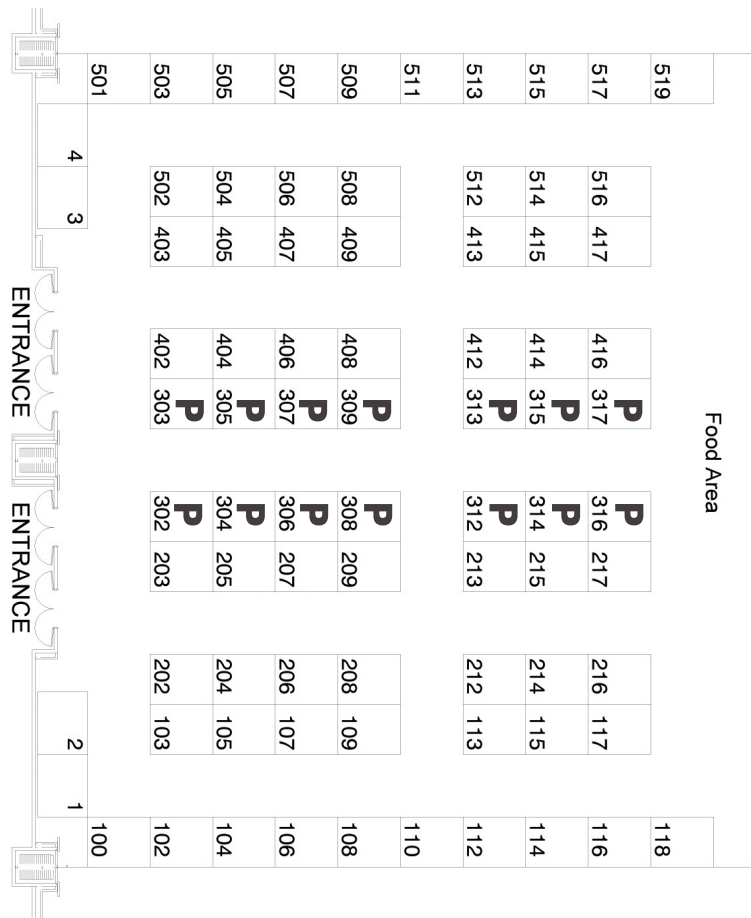 501 503 505 507 509 511 513 515 517 519
4
502 504 506 508 512 514 516
3
403 405 407 409 413 415 417
ENTRANCE
402 404 406 408 412 414 416
303 P 305 P 307 P 309 P 313 P 315 P 317 P
Food Area
302 P 304 P 306 P 308 P 312 P 314 P 316 P
ENTRANCE
203 205 207 209 213 215 217
202 204 206 208 212 214 216
2
103 105 107 109 113 115 117
1
100 102 104 106 108 110 112 114 116 118